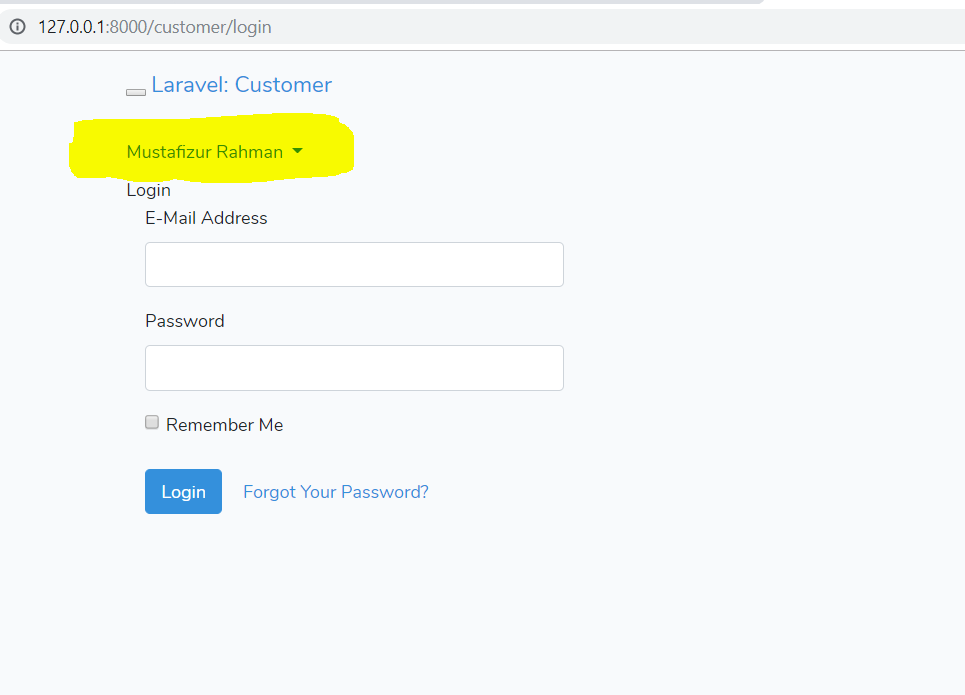 127.0.0.1:8000/customer/login
Laravel: Customer
Mustafizur Rahman
Login
E-Mail Address
Password
Remember Me
Login Forgot Your Password?